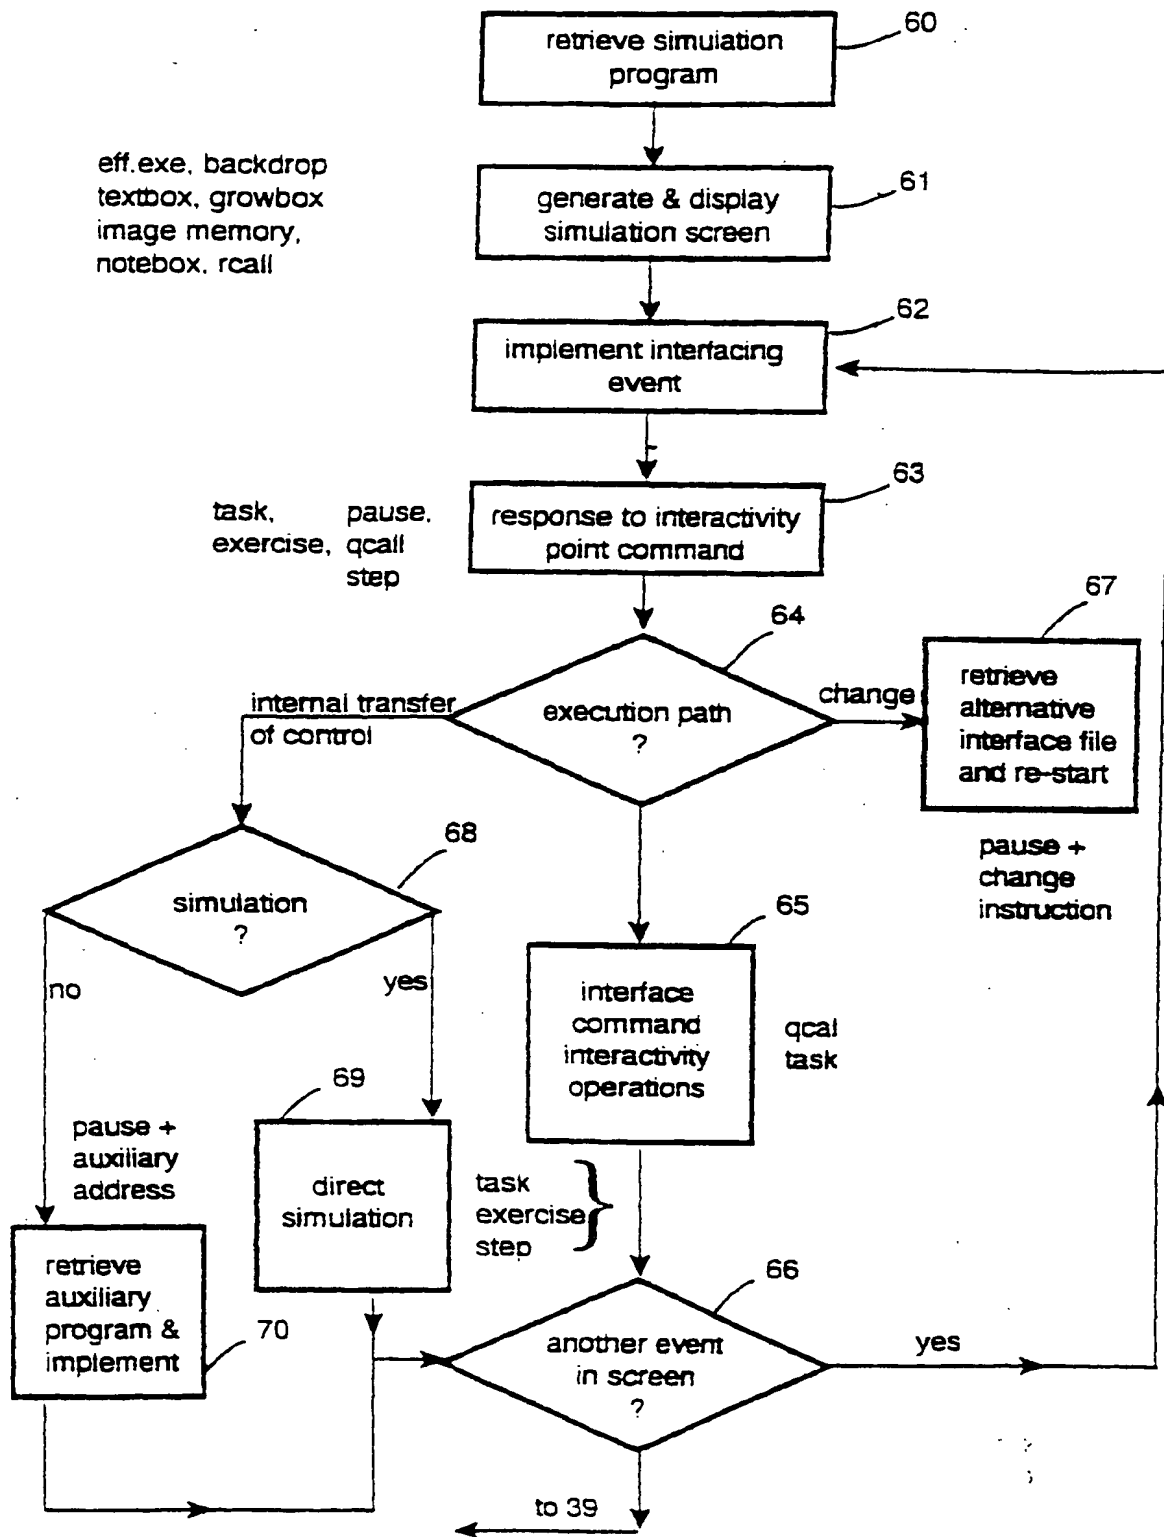 retrieve simulation
program
60
eff.exe, backdrop
textbox, growbox
image memory,
notebox, rcall
generate & display
simulation screen
61
implement interfacing
event
62
task,
exercise,
pause,
qcall
step
response to interactivity
point command
63
64
execution path
?
internal transfer
of control
change
67
retrieve
alternative
interface file
and re-start
pause +
change
instruction
68
simulation
?
no
yes
65
interface
command
interactivity
operations
qcal
task
69
direct
simulation
pause +
auxiliary
address
task
exercise
step
retrieve
auxiliary
program &
implement
70
66
another event
in screen
?
yes
to 39